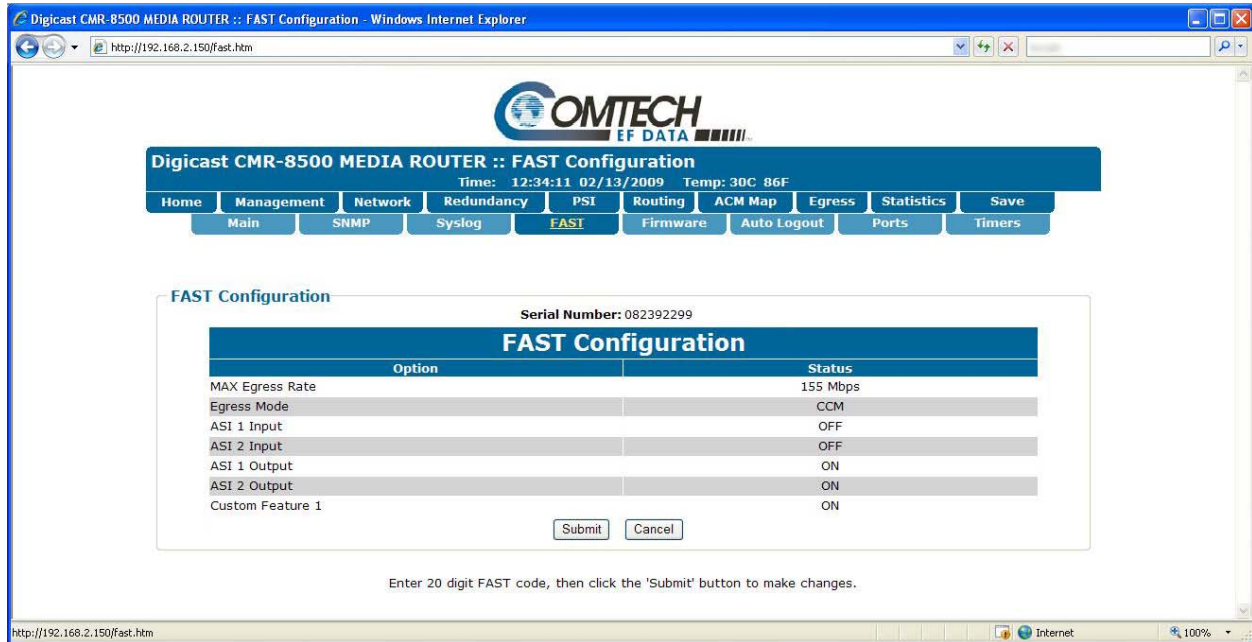 Digicast CMR-8500 MEDIA ROUTER :: FAST Configuration - Windows Internet Explorer
http://192.168.2.150/fast.htm
COMTECH
EF DATA
Digicast CMR-8500 MEDIA ROUTER :: FAST Configuration
Time: 12:34:11 02/13/2009 Temp: 30C 86F
Home Management Network Redundancy PSI Routing ACM Map Egress Statistics Save
Main SNMP Syslog FAST Firmware Auto Logout Ports Timers
FAST Configuration
Serial Number: 082392299
FAST Configuration
Option Status
MAX Egress Rate 155 Mbps
Egress Mode CCM
ASI 1 Input OFF
ASI 2 Input OFF
ASI 1 Output ON
ASI 2 Output ON
Custom Feature 1 ON
Submit Cancel
Enter 20 digit FAST code, then click the 'Submit' button to make changes.
http://192.168.2.150/fast.htm Internet 100%